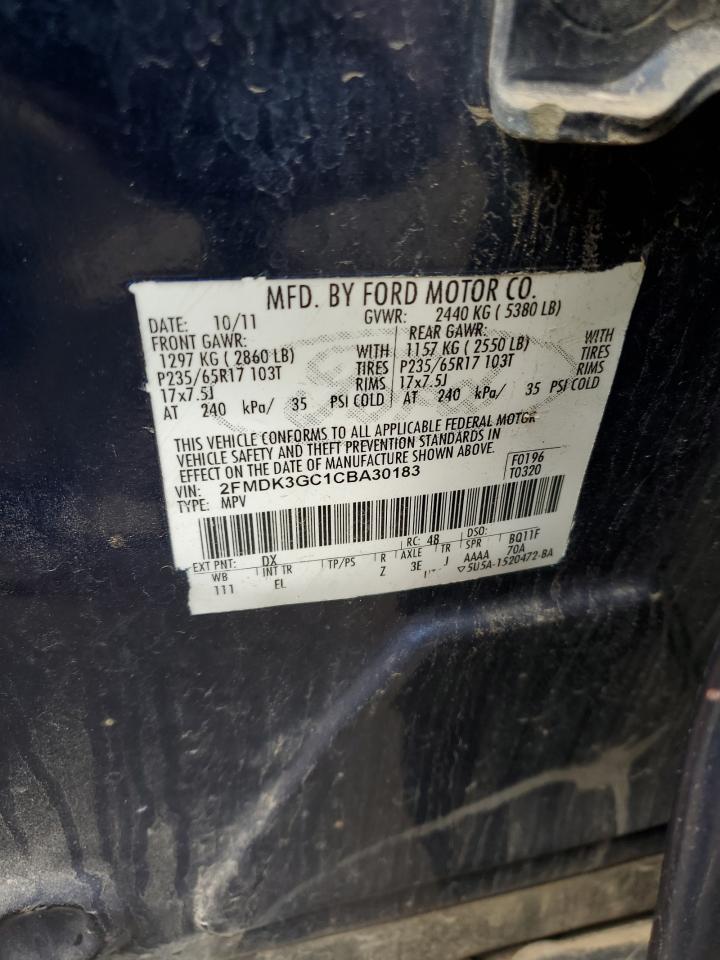 MFD. BY FORD MOTOR CO.
DATE: 10/11 GVWR: 2440 KG ( 5380 LB)
FRONT GAWR: REAR GAWR:
1297 KG ( 2860 LB) WITH 1157 KG ( 2550 LB) WITH
P235/65R17 103T TIRES P235/65R17 103T TIRES
17x7.5J RIMS 17x7.5J RIMS
AT 240 kPa/ 35 PSI COLD AT 240 kPa/ 35 PSI COLD
THIS VEHICLE CONFORMS TO ALL APPLICABLE FEDERAL MOTOR
VEHICLE SAFETY AND THEFT PREVENTION STANDARDS IN
EFFECT ON THE DATE OF MANUFACTURE SHOWN ABOVE.
VIN: 2FMDK3GC1CBA30183 F0196
TYPE: MPV T0320
EXT PNT: DX RC: 48 DSO: BQ11F
WB INT TR TP/PS R AXLE TR SPR 70A
111 EL Z 3E J AAAA
5U5A-1520472-BA